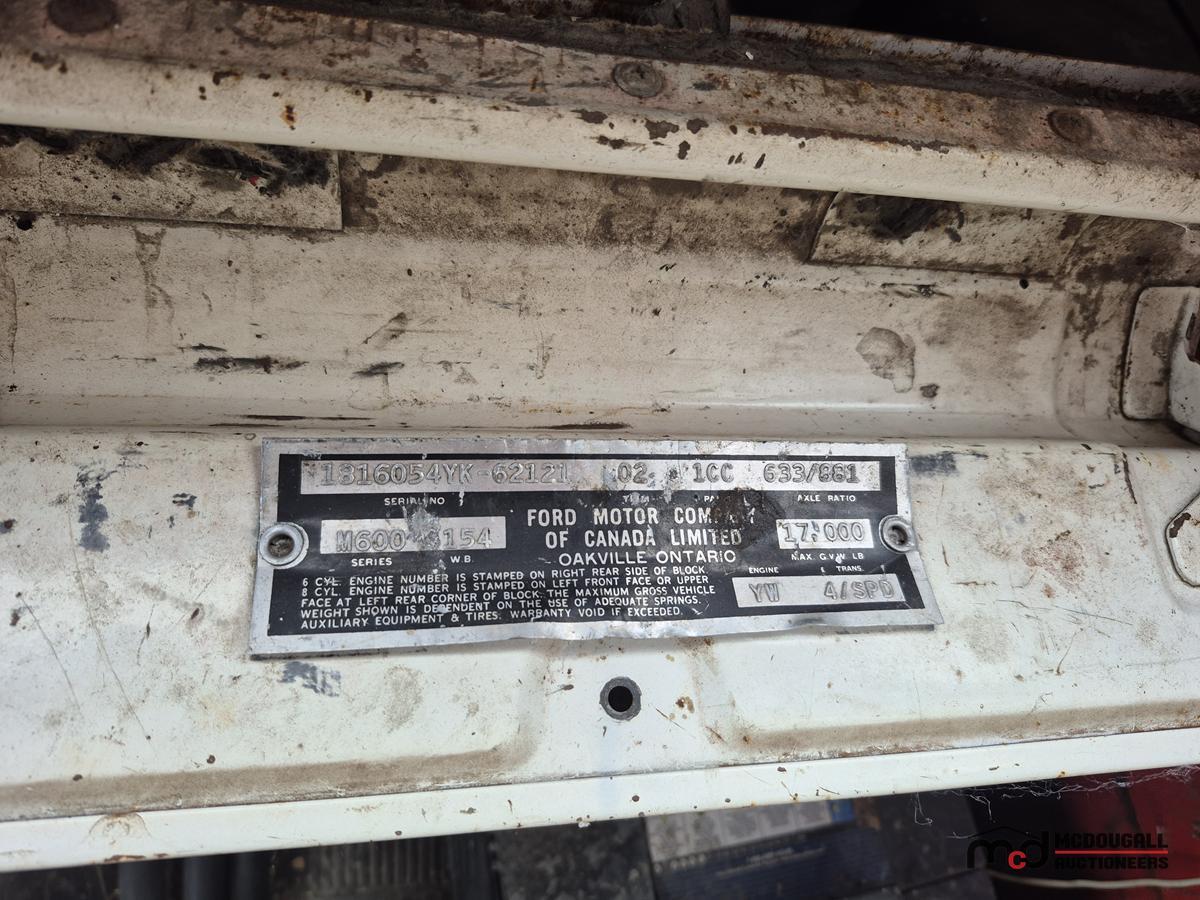 1816054YK-62121 02 1CC 633/881
SERIAL NO TRIM AXLE RATIO
FORD MOTOR COMPANY
M600 154 OF CANADA LIMITED 17,000
SERIES W.B. OAKVILLE ONTARIO MAX. G.V.W LB
6 CYL. ENGINE NUMBER IS STAMPED ON RIGHT REAR SIDE OF BLOCK. ENGINE TRANS.
8 CYL. ENGINE NUMBER IS STAMPED ON LEFT FRONT FACE OR UPPER YW 4/SPD
FACE AT LEFT REAR CORNER OF BLOCK. THE MAXIMUM GROSS VEHICLE
WEIGHT SHOWN IS DEPENDENT ON THE USE OF ADEQUATE SPRINGS.
AUXILIARY EQUIPMENT & TIRES. WARRANTY VOID IF EXCEEDED.
mcd MCDOUGALL
AUCTIONEERS